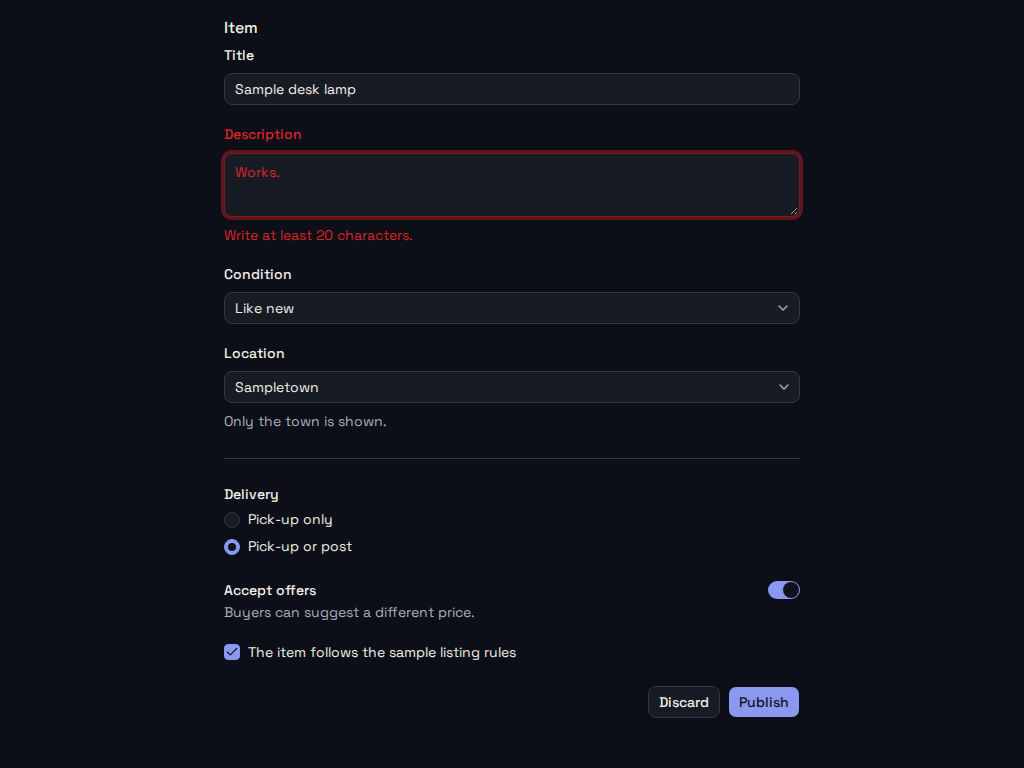 Item
Title
Sample desk lamp
Description
Works.
Write at least 20 characters.
Condition
Like new
Location
Sampletown
Only the town is shown.
Delivery
Pick-up only
Pick-up or post
Accept offers
Buyers can suggest a different price.
The item follows the sample listing rules
Discard
Publish